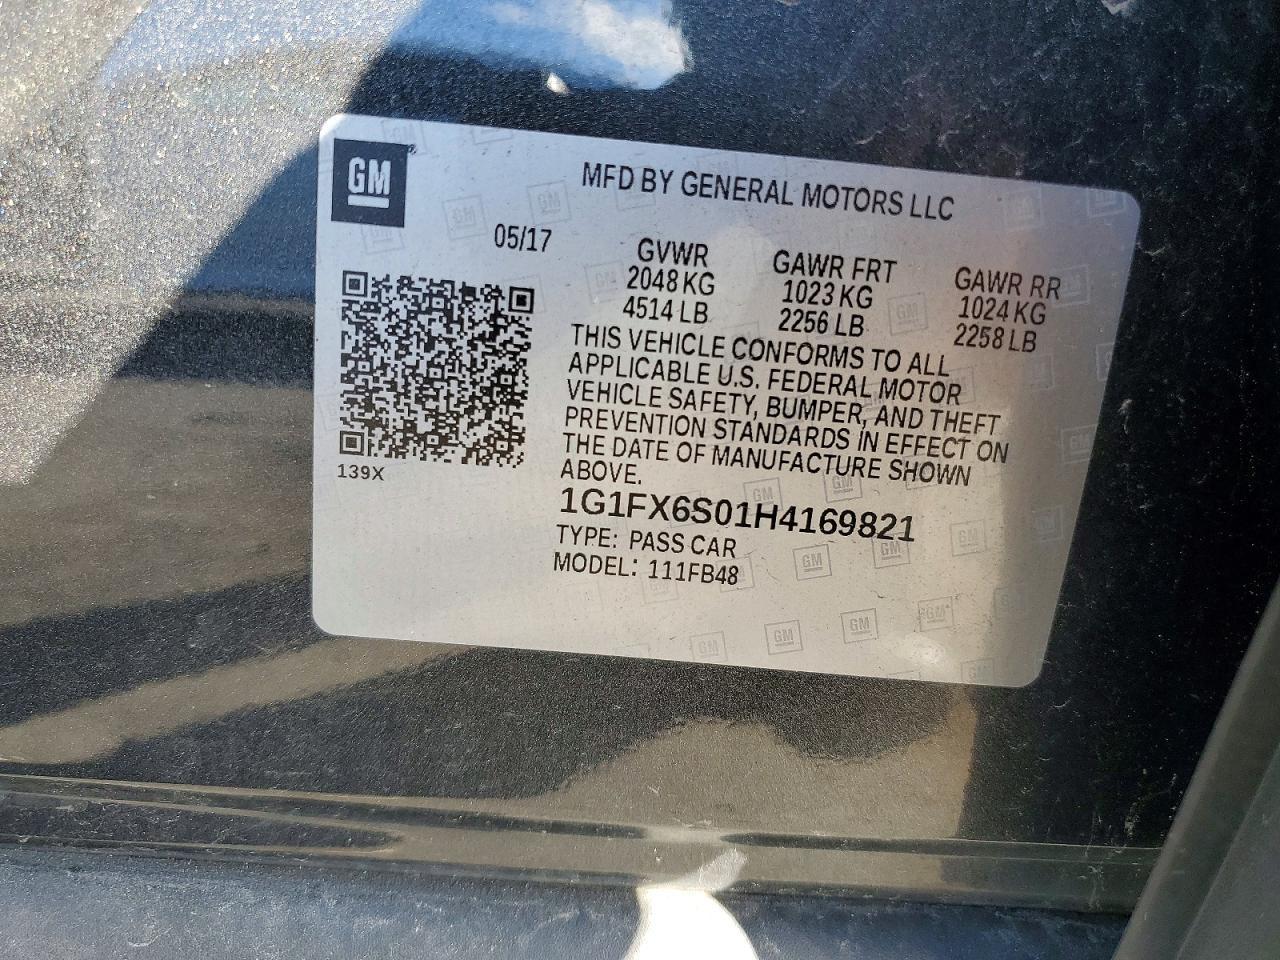 GM
MFD BY GENERAL MOTORS LLC
05/17
GVWR GAWR FRT GAWR RR
2048 KG 1023 KG 1024 KG
4514 LB 2256 LB 2258 LB
THIS VEHICLE CONFORMS TO ALL
APPLICABLE U.S. FEDERAL MOTOR
VEHICLE SAFETY, BUMPER, AND THEFT
PREVENTION STANDARDS IN EFFECT ON
THE DATE OF MANUFACTURE SHOWN
ABOVE.
139X
1G1FX6S01H4169821
TYPE: PASS CAR
MODEL: 111FB48